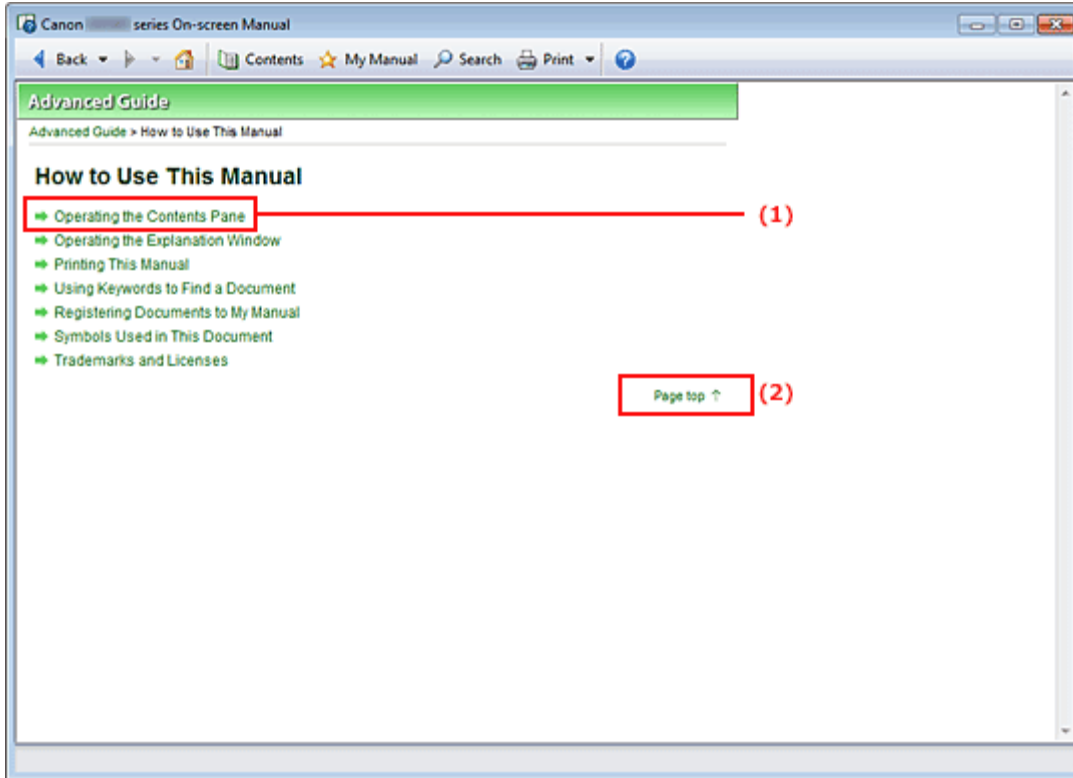 Canon series On-screen Manual
Back Contents My Manual Search Print
Advanced Guide
Advanced Guide > How to Use This Manual
How to Use This Manual
Operating the Contents Pane (1)
Operating the Explanation Window
Printing This Manual
Using Keywords to Find a Document
Registering Documents to My Manual
Symbols Used in This Document
Trademarks and Licenses
Page top ↑ (2)